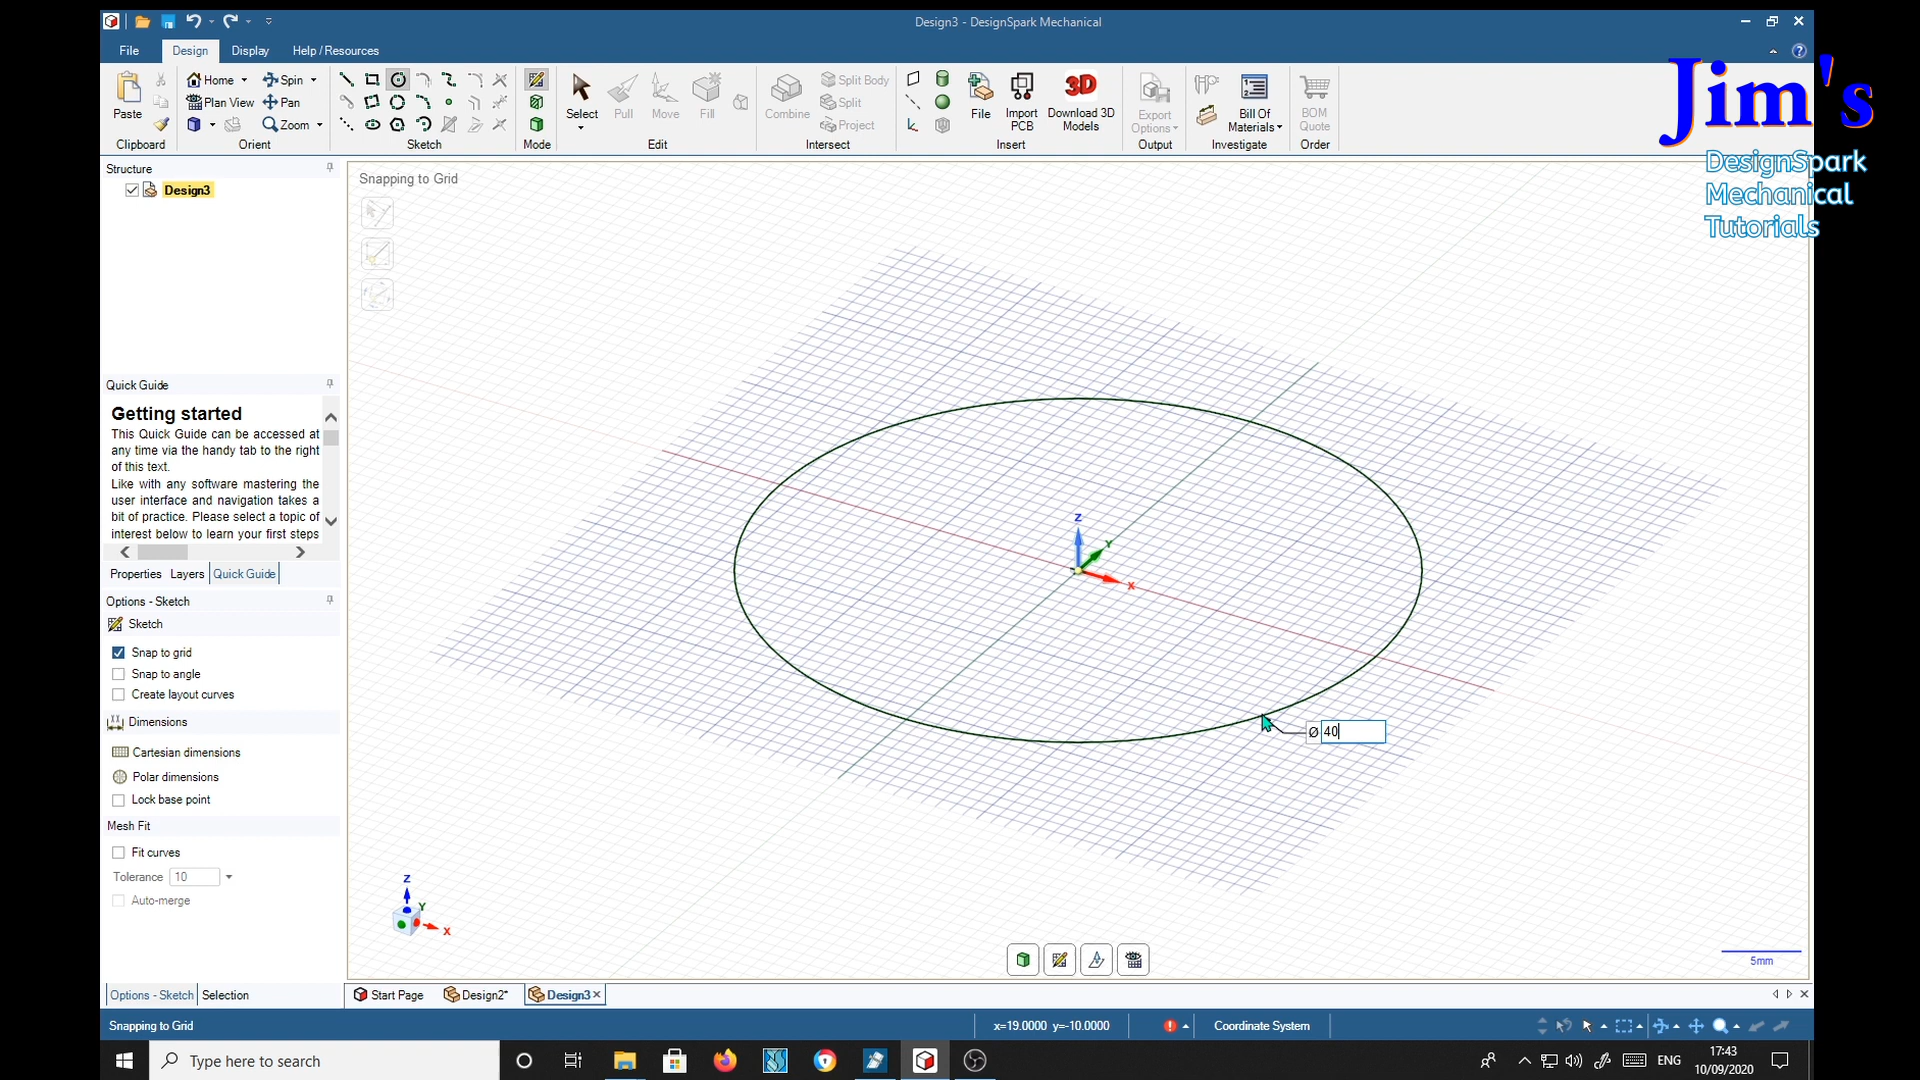 Design3 - DesignSpark Mechanical
File
Design
Display
Help / Resources
Jim's
DesignSpark
Mechanical
Tutorials
Paste
Home
Spin
Plan View
Pan
Zoom
Select
Pull
Move
Fill
Combine
Split Body
Split
Project
File
Import
PCB
3D
Download 3D
Models
Export
Options
Bill Of
Materials
BOM
Quote
Clipboard
Orient
Sketch
Mode
Edit
Intersect
Insert
Output
Investigate
Order
Structure
Design3
Snapping to Grid
Quick Guide
Getting started
This Quick Guide can be accessed at
any time via the handy tab to the right
of this text.
Like with any software mastering the
user interface and navigation takes a
bit of practice. Please select a topic of
interest below to learn your first steps
Properties
Layers
Quick Guide
Options - Sketch
Sketch
Snap to grid
Snap to angle
Create layout curves
Dimensions
Cartesian dimensions
Polar dimensions
Lock base point
Mesh Fit
Fit curves
Tolerance 10
Auto-merge
Z
Y
X
Ø 40
Z
Y
X
5mm
Options - Sketch
Selection
Start Page
Design2*
Design3
Snapping to Grid
x=19.0000 y=-10.0000
Coordinate System
Type here to search
ENG
17:43
10/09/2020